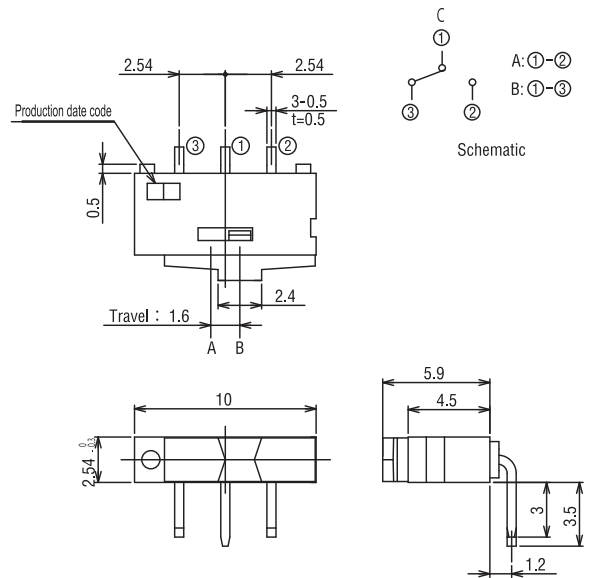 C
①
2.54
2.54
A:①-②
B:①-③
3-0.5
t=0.5
Production date code
③
②
③
①
②
Schematic
0.5
2.4
Travel : 1.6
A
B
10
5.9
4.5
2.54 0 -0.3
3
3.5
1.2